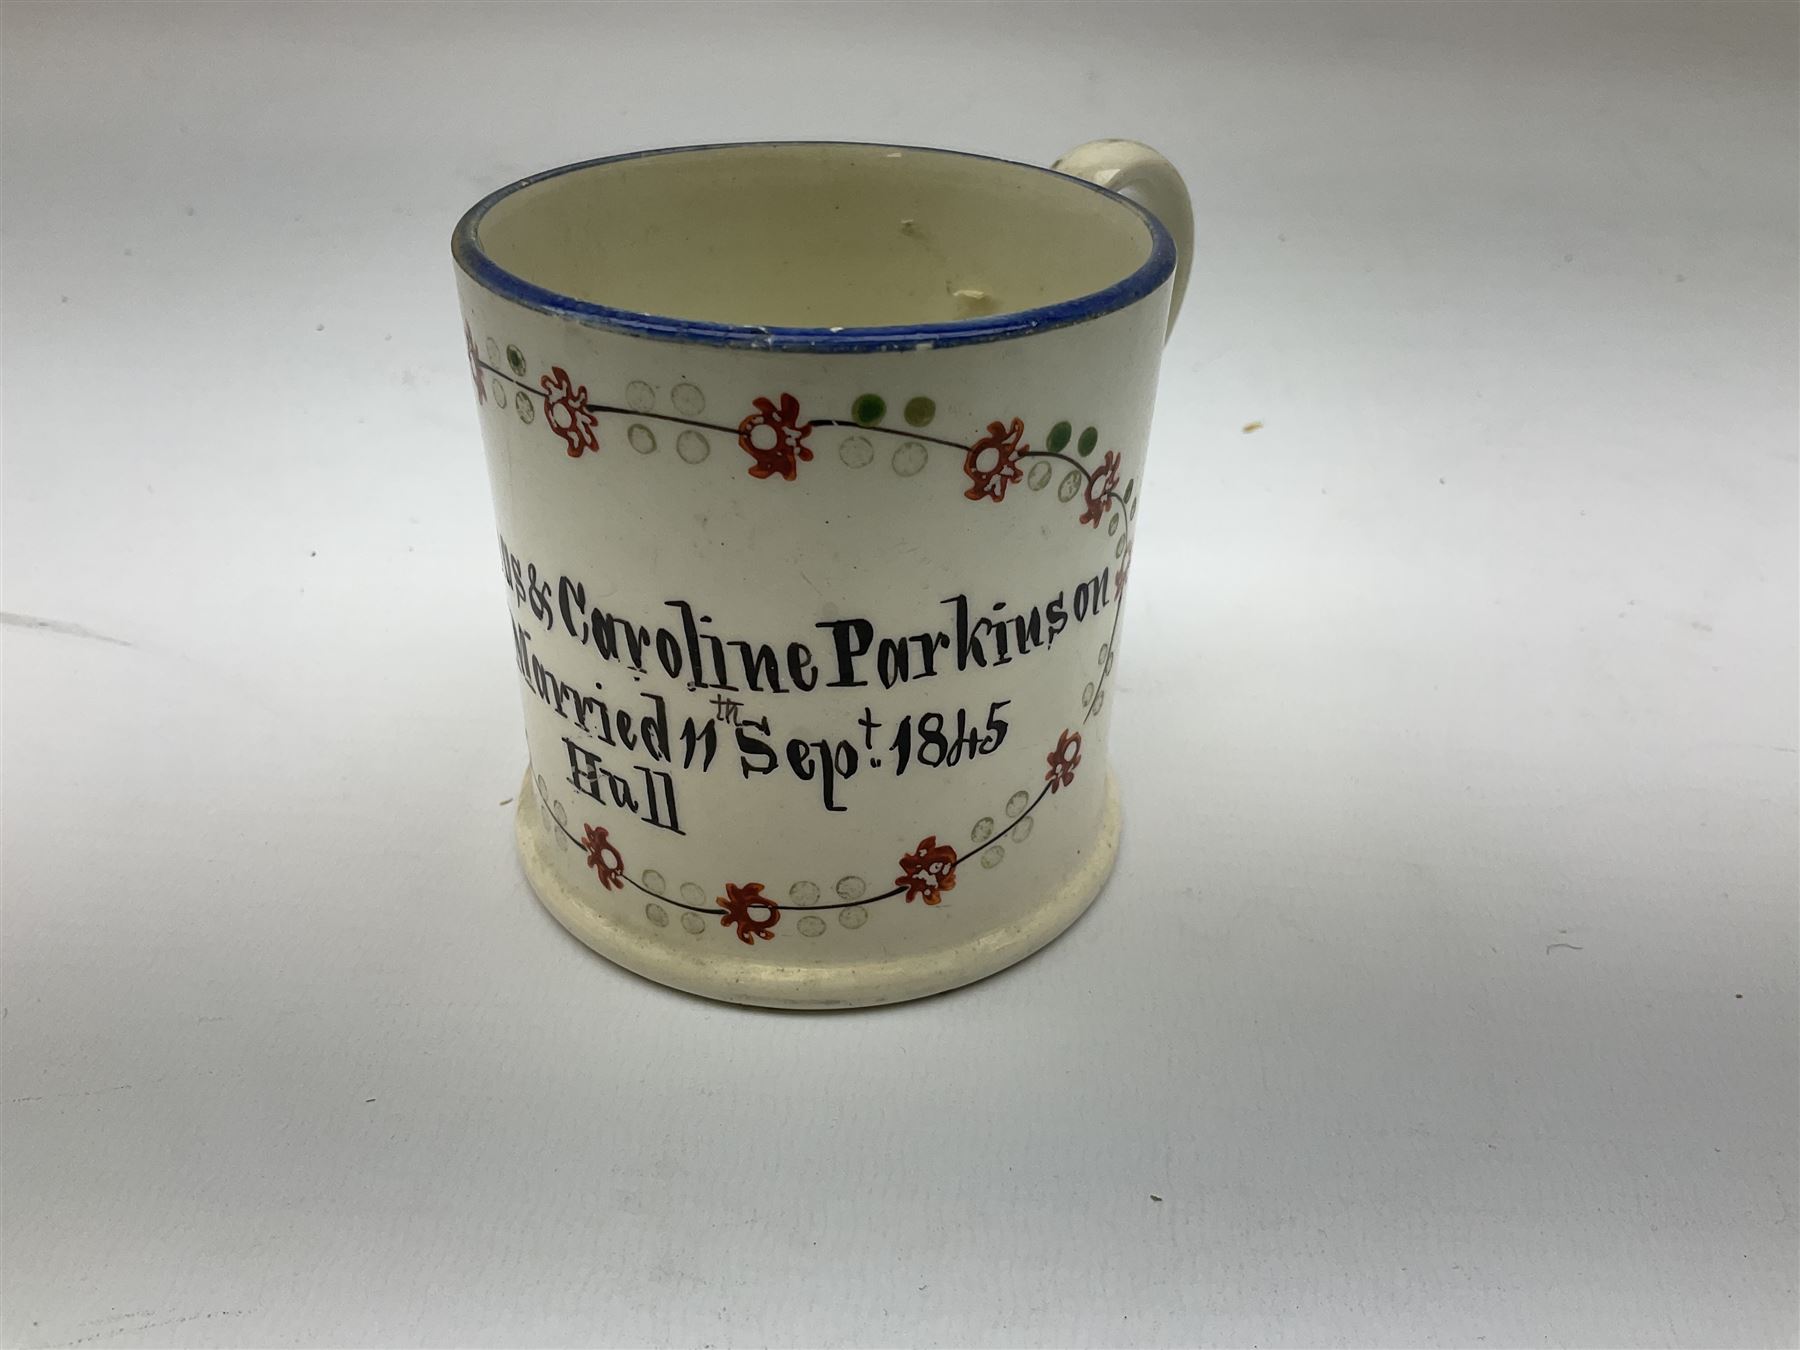 & Caroline Parkinson
Married 11th Sept. 1845
Hull